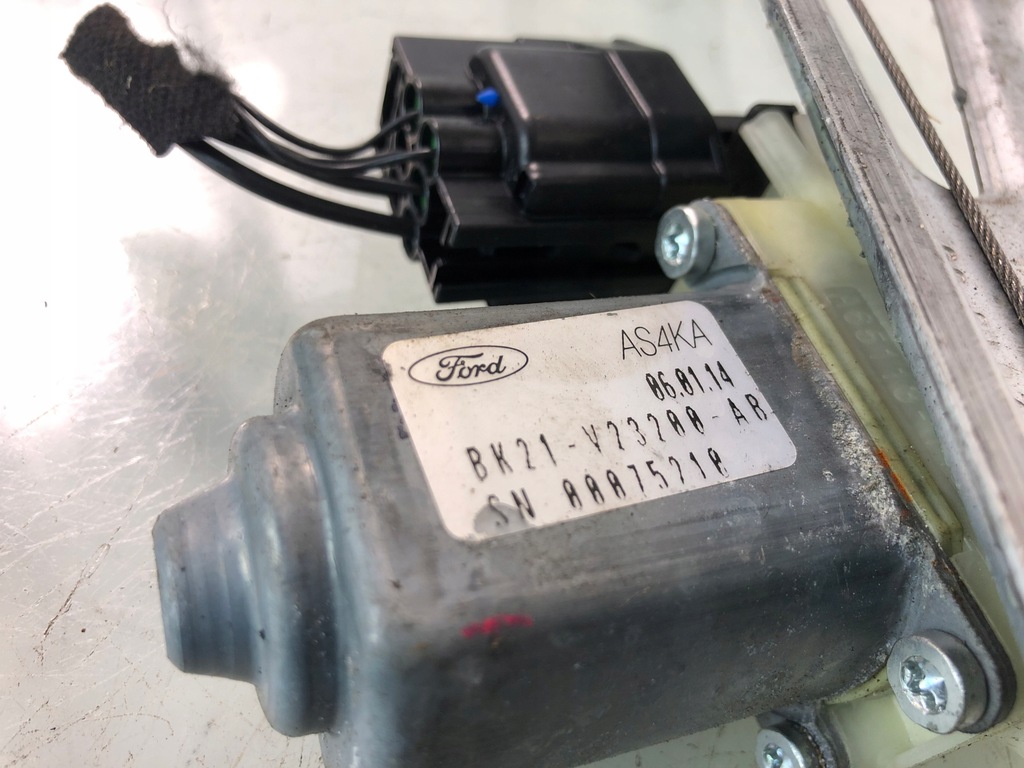 Ford AS4KA
06.01.14
BK21-V23200-AB
SN 00075210